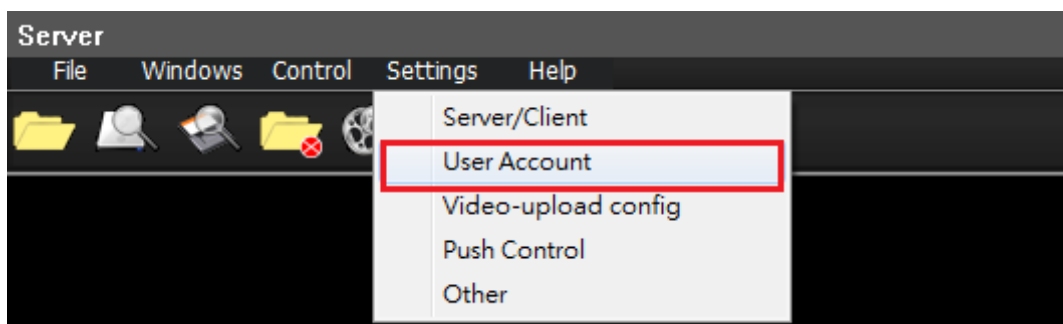 Server
File Windows Control Settings Help
Server/Client
User Account
Video-upload config
Push Control
Other